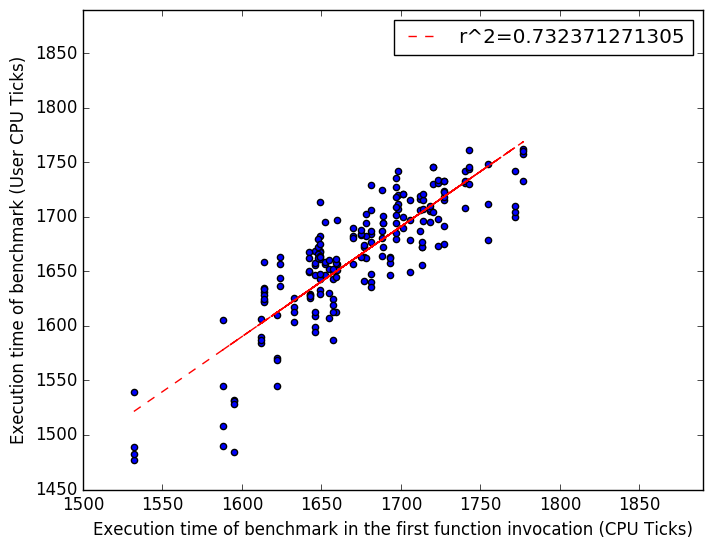 r^2=0.732371271305
Execution time of benchmark (User CPU Ticks)
1850
1800
1750
1700
1650
1600
1550
1500
1450
1500 1550 1600 1650 1700 1750 1800 1850
Execution time of benchmark in the first function invocation (CPU Ticks)